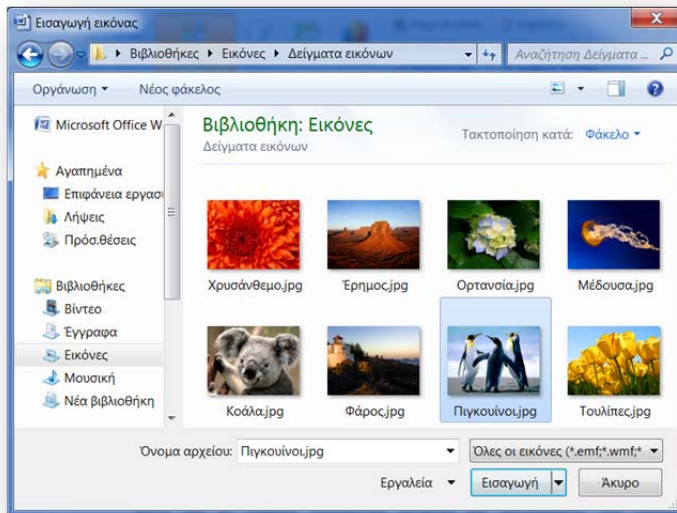 Εισαγωγή εικόνας
Βιβλιοθήκες Εικόνες Δείγματα εικόνων
Αναζήτηση Δείγματα ...
Οργάνωση Νέος φάκελος
Microsoft Office W
Αγαπημένα
Επιφάνεια εργασι
Λήψεις
Πρόσ.θέσεις
Βιβλιοθήκες
Βίντεο
Έγγραφα
Εικόνες
Μουσική
Νέα βιβλιοθήκη
Βιβλιοθήκη: Εικόνες
Δείγματα εικόνων
Τακτοποίηση κατά: Φάκελο
Χρυσάνθεμο.jpg Έρημος.jpg Ορτανσία.jpg Μέδουσα.jpg
Κοάλα.jpg Φάρος.jpg Πιγκουίνοι.jpg Τουλίπες.jpg
Όνομα αρχείου: Πιγκουίνοι.jpg Όλες οι εικόνες (*.emf;*.wmf;*
Εργαλεία Εισαγωγή Άκυρο